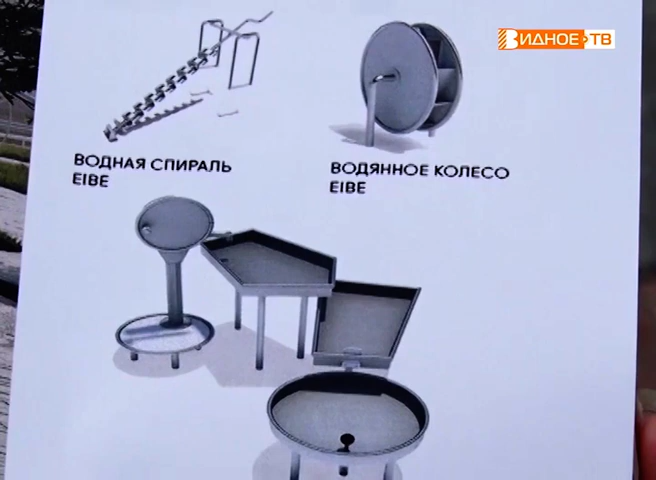 ВИДНОЕ ТВ
ВОДНАЯ СПИРАЛЬ
EIBE
ВОДЯННОЕ КОЛЕСО
EIBE